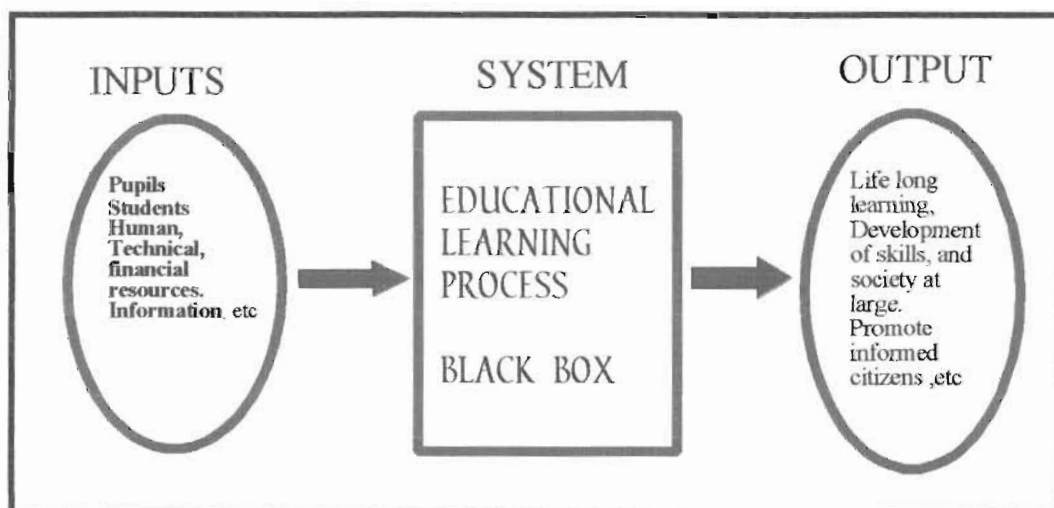 INPUTS
Pupils
Students
Human,
Technical,
financial
resources.
Information, etc
SYSTEM
EDUCATIONAL
LEARNING
PROCESS
BLACK BOX
OUTPUT
Life long
learning,
Development
of skills, and
society at
large.
Promote
informed
citizens ,etc